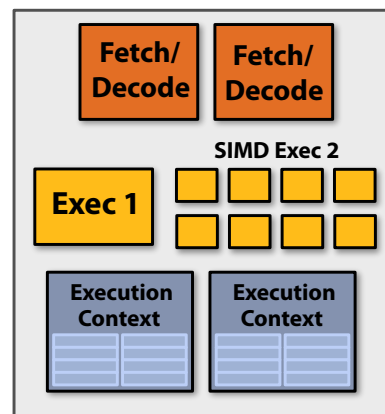 Fetch/
Decode
Fetch/
Decode
SIMD Exec 2
Exec 1
Execution
Context
Execution
Context